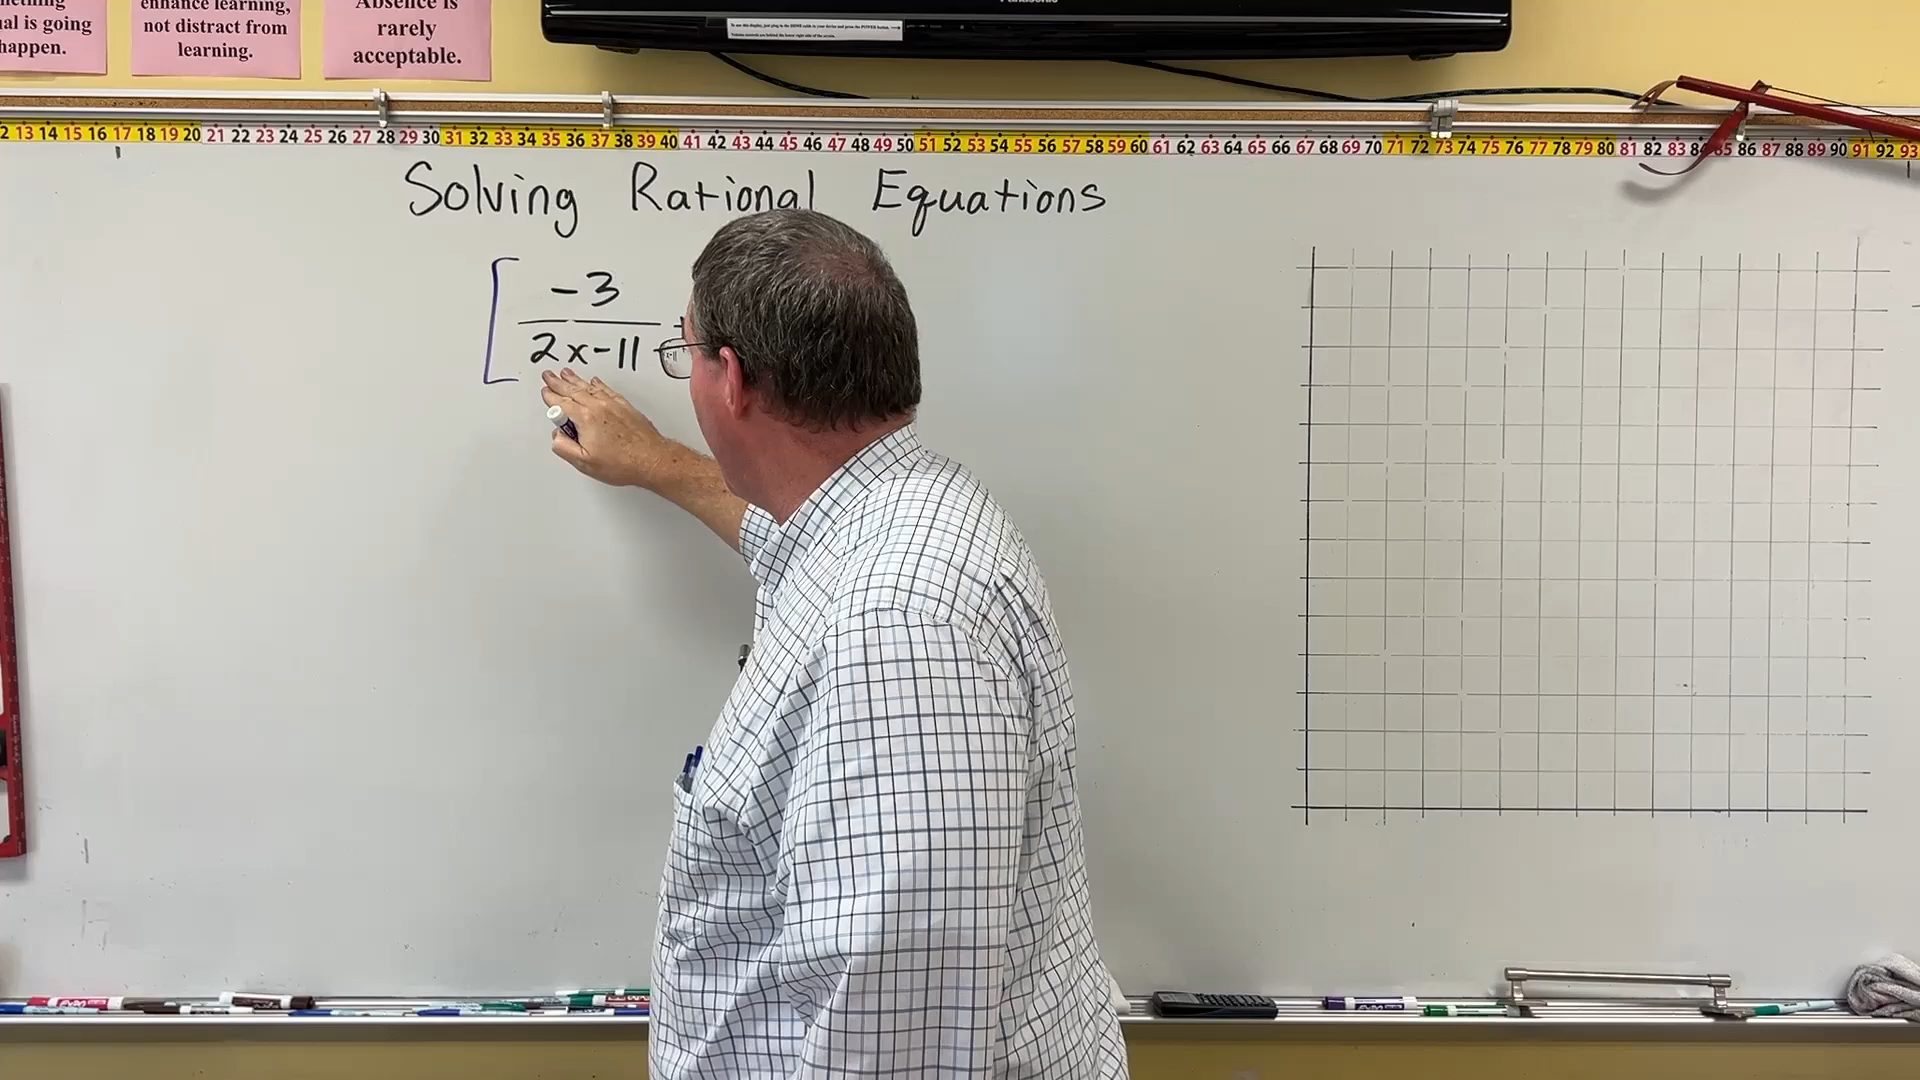 enhance learning,
not distract from
learning.
Absence is
rarely
acceptable.
al is going
happen.
Panasonic
13 14 15 16 17 18 19 20 21 22 23 24 25 26 27 28 29 30 31 32 33 34 35 36 37 38 39 40 41 42 43 44 45 46 47 48 49 50 51 52 53 54 55 56 57 58 59 60 61 62 63 64 65 66 67 68 69 70 71 72 73 74 75 76 77 78 79 80 81 82 83 84 85 86 87 88 89 90 91 92 93
Solving Rational Equations
[ -3
2x-11